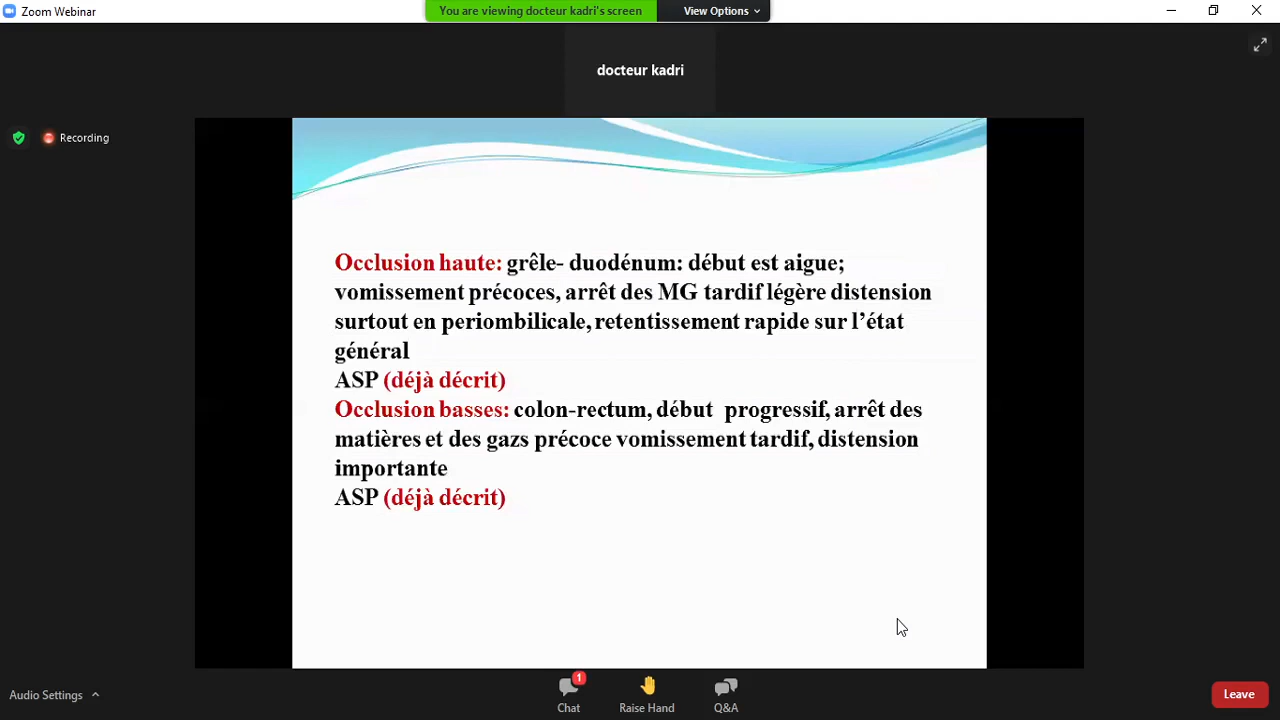 Zoom Webinar
You are viewing docteur kadri's screen
View Options
docteur kadri
Recording
Occlusion haute: grêle- duodénum: début est aigue;
vomissement précoces, arrêt des MG tardif légère distension
surtout en periombilicale, retentissement rapide sur l'état
général
ASP (déjà décrit)
Occlusion basses: colon-rectum, début progressif, arrêt des
matières et des gazs précoce vomissement tardif, distension
importante
ASP (déjà décrit)
Audio Settings
1
Chat
Raise Hand
Q&A
Leave